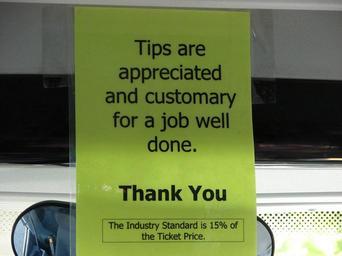 Tips are
appreciated
and customary
for a job well
done.
Thank You
The Industry Standard is 15% of
the Ticket Price.